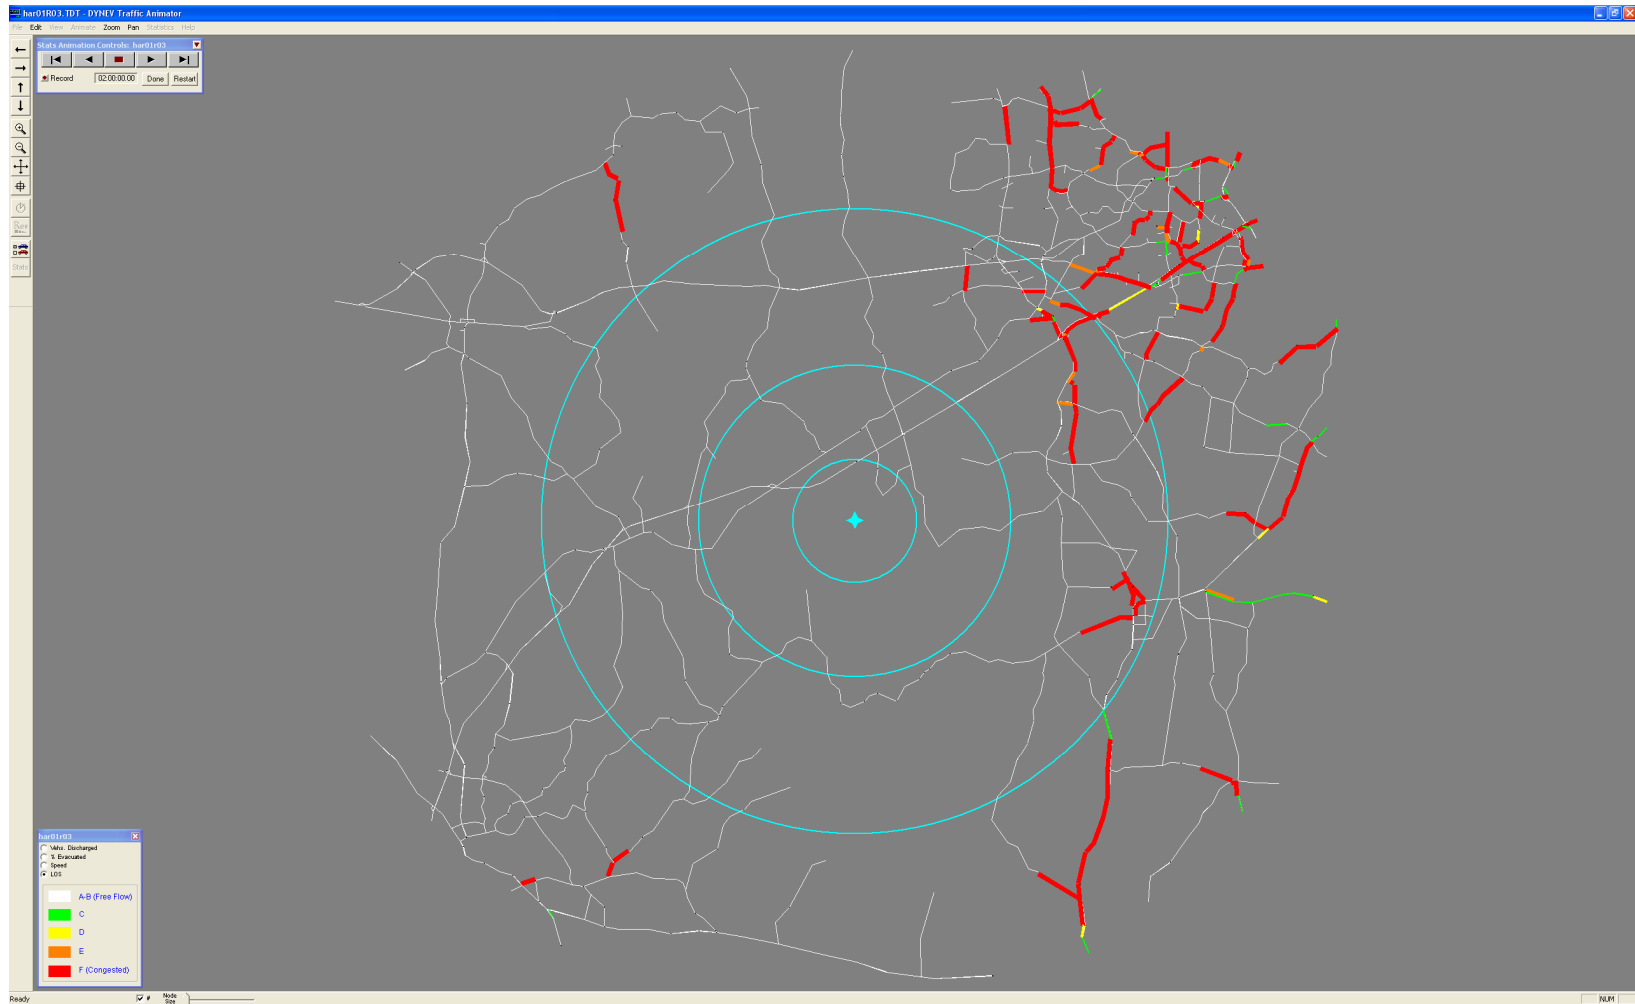 har01R03.TDT - DYNEV Traffic Animator
File Edit View Animate Zoom Pan Statistics Help
Stats Animation Controls: har01r03
Record 02:00:00.00 Done Restart
Stats
har01r03
Vehs. Discharged
% Evacuated
Speed
LOS
A-B (Free Flow)
C
D
E
F (Congested)
Ready # Node Size NUM